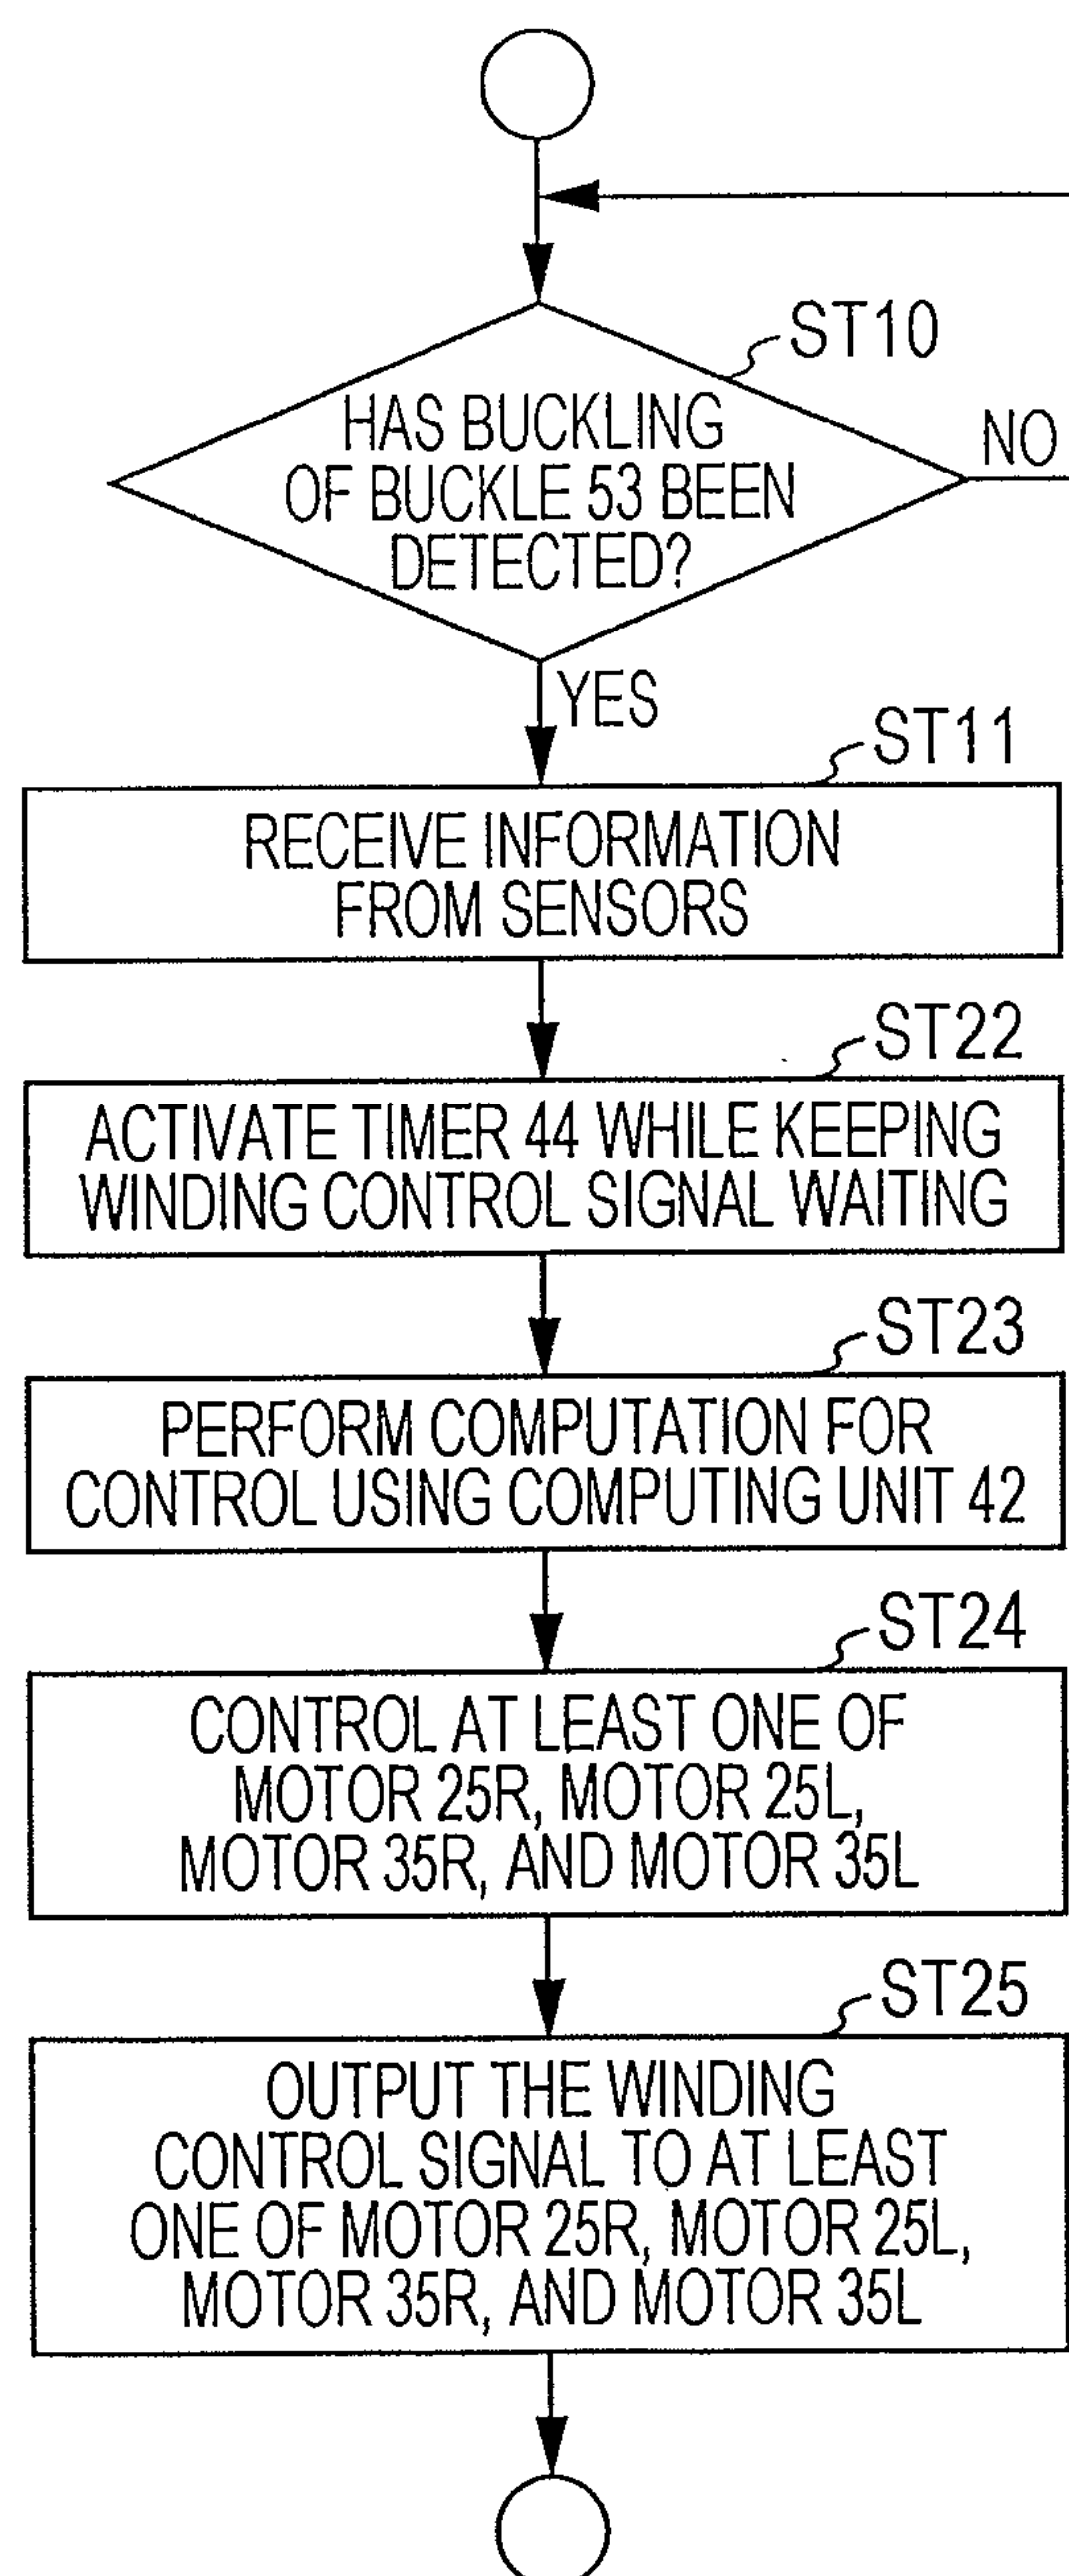 ST10
HAS BUCKLING
OF BUCKLE 53 BEEN
DETECTED?
NO
YES
ST11
RECEIVE INFORMATION
FROM SENSORS
ST22
ACTIVATE TIMER 44 WHILE KEEPING
WINDING CONTROL SIGNAL WAITING
ST23
PERFORM COMPUTATION FOR
CONTROL USING COMPUTING UNIT 42
ST24
CONTROL AT LEAST ONE OF
MOTOR 25R, MOTOR 25L,
MOTOR 35R, AND MOTOR 35L
ST25
OUTPUT THE WINDING
CONTROL SIGNAL TO AT LEAST
ONE OF MOTOR 25R, MOTOR 25L,
MOTOR 35R, AND MOTOR 35L